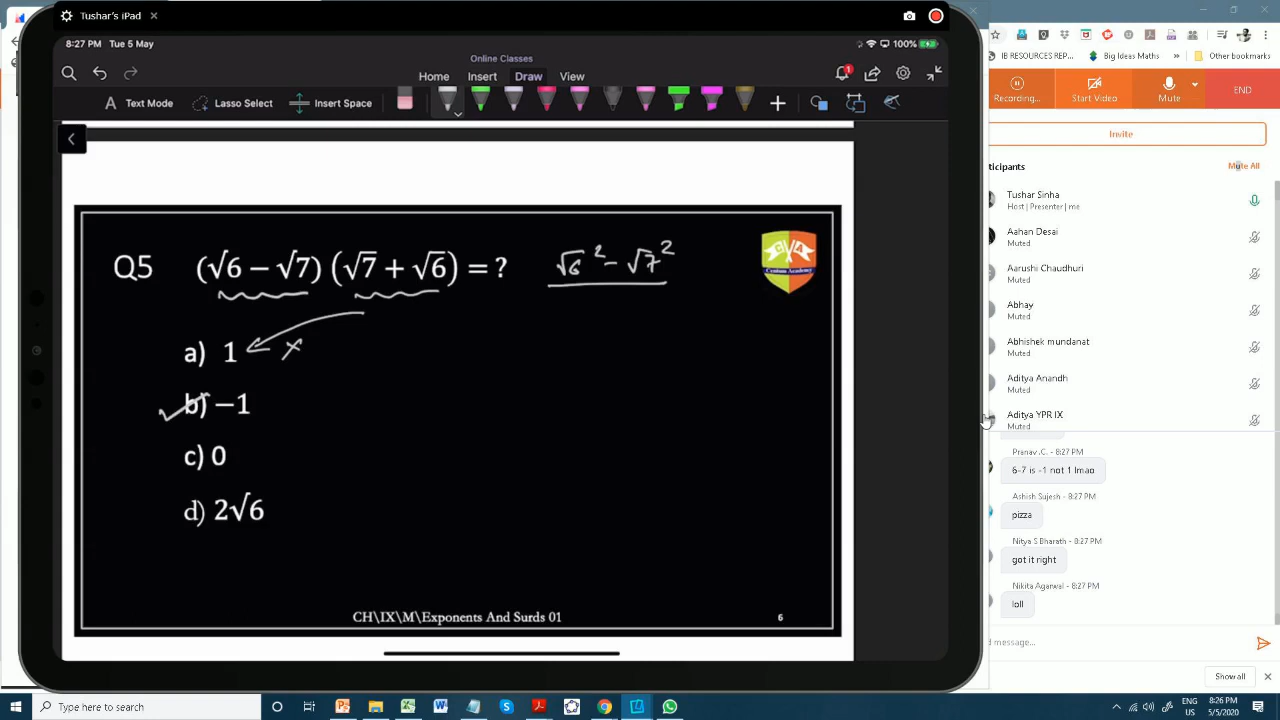 Tushar's iPad ×
8:27 PM Tue 5 May
100%
Online Classes
Home Insert Draw View
1
A Text Mode Lasso Select Insert Space
Q5 (√6 − √7) (√7 + √6) = ? √6² − √7²
a) 1 ×
b) −1
c) 0
d) 2√6
CH\IX\M\Exponents And Surds 01
6
IB RESOURCES REP... Big Ideas Maths » Other bookmarks
Recording... Start Video Mute END
Invite
ticipants Mute All
Tushar Sinha
Host | Presenter | me
Aahan Desai
Muted
Aarushi Chaudhuri
Muted
Abhay
Muted
Abhishek mundanat
Muted
Aditya Anandh
Muted
Aditya YPR IX
Muted
Pranav .C. - 8:27 PM
6-7 is -1 not 1 lmao
Ashish Sujesh - 8:27 PM
pizza
Nitya S Bharath - 8:27 PM
got it right
Nikita Agarwal - 8:27 PM
loll
d message...
Show all
Type here to search
ENG
US
8:26 PM
5/5/2020